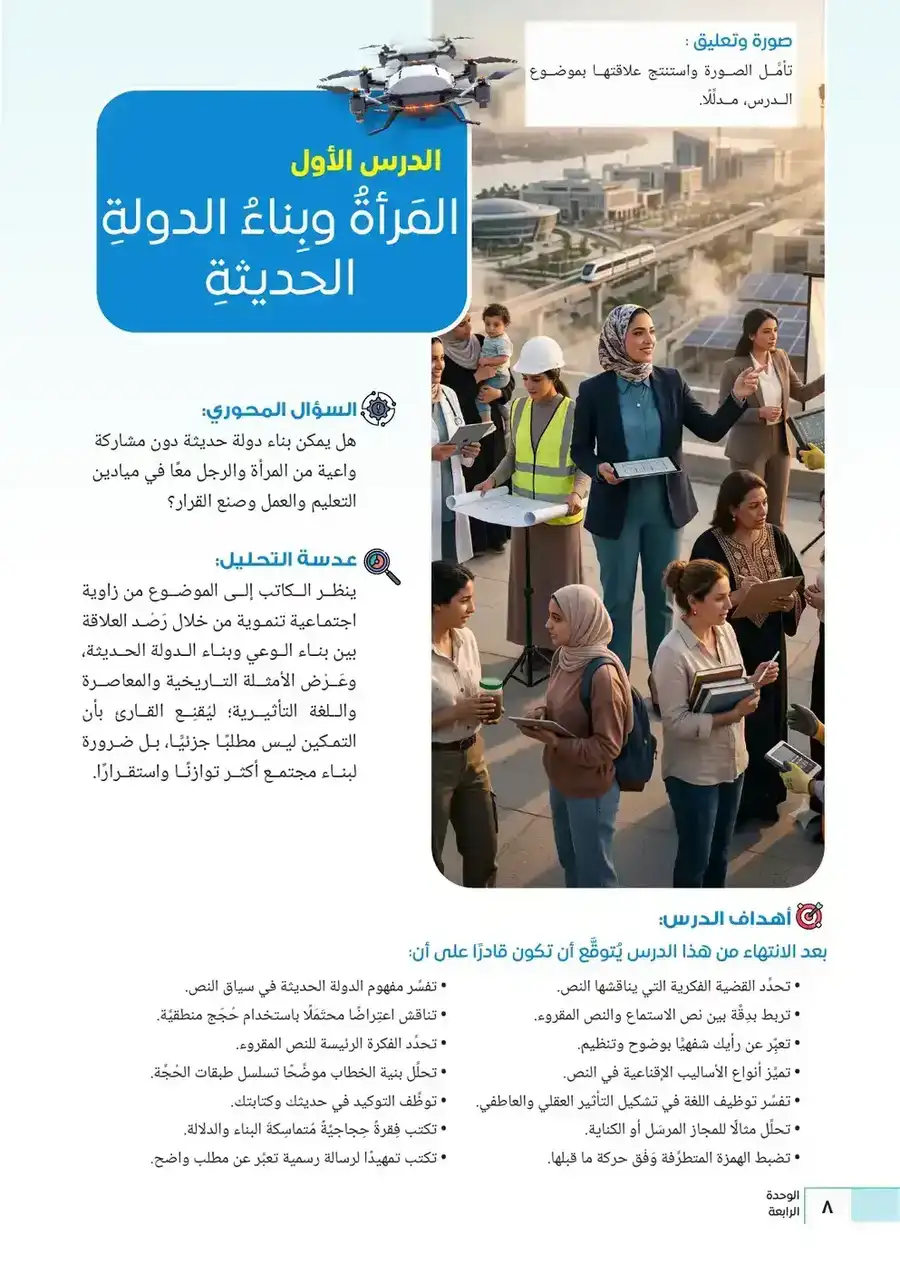 صورة وتعليق :
تأمَّل الصورة واستنتج علاقتها بموضوع
الدرس، مدلِّلًا.
الدرس الأول
المَرأةُ وبِناءُ الدولةِ
الحديثةِ
السؤال المحوري:
هل يمكن بناء دولة حديثة دون مشاركة
واعية من المرأة والرجل معًا في ميادين
التعليم والعمل وصنع القرار؟
عدسة التحليل:
ينظر الكاتب إلى الموضوع من زاوية
اجتماعية تنموية من خلال رَصْد العلاقة
بين بناء الوعي وبناء الدولة الحديثة،
وعَرْض الأمثلة التاريخية والمعاصرة
واللغة التأثيرية؛ ليُقنِع القارئ بأن
التمكين ليس مطلبًا جزئيًّا، بل ضرورة
لبناء مجتمع أكثر توازنًا واستقرارًا.
أهداف الدرس:
بعد الانتهاء من هذا الدرس يُتوقَّع أن تكون قادرًا على أن:
• تحدِّد القضية الفكرية التي يناقشها النص.
• تربط بدِقَّة بين نص الاستماع والنص المقروء.
• تعبِّر عن رأيك شفهيًّا بوضوح وتنظيم.
• تميِّز أنواع الأساليب الإقناعية في النص.
• تفسِّر توظيف اللغة في تشكيل التأثير العقلي والعاطفي.
• تحلِّل مثالًا للمجاز المرسَل أو الكناية.
• تضبط الهمزة المتطرِّفة وَفْق حركة ما قبلها.
• تفسِّر مفهوم الدولة الحديثة في سياق النص.
• تناقش اعتِراضًا محتَمَلًا باستخدام حُجَج منطقيَّة.
• تحدِّد الفكرة الرئيسة للنص المقروء.
• تحلِّل بنية الخطاب موضِّحًا تسلسل طبقات الحُجَّة.
• توظِّف التوكيد في حديثك وكتابتك.
• تكتب فِقرةً حِجاجيَّةً مُتماسِكةَ البناء والدلالة.
• تكتب تمهيدًا لرسالة رسمية تعبِّر عن مطلب واضح.
٨
الوحدة
الرابعة